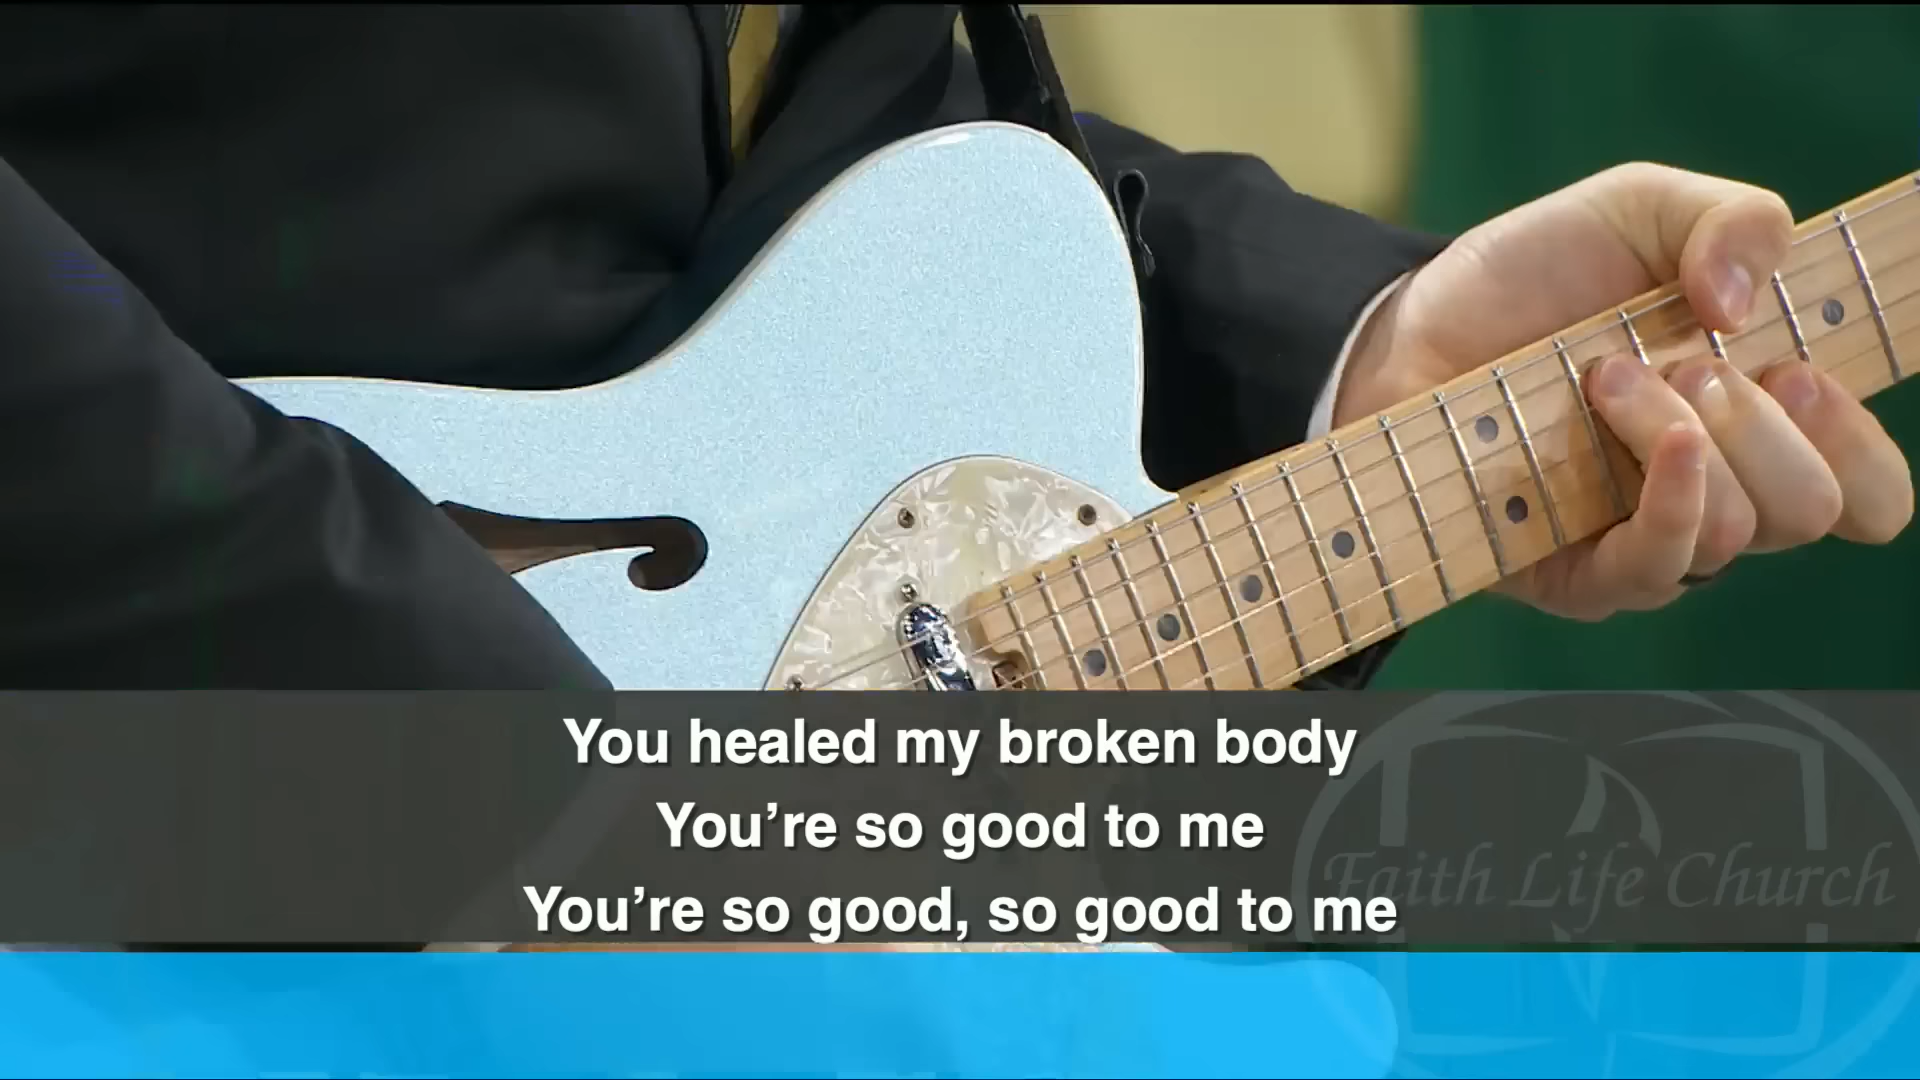 You healed my broken body
You’re so good to me
You’re so good, so good to me
Faith Life Church